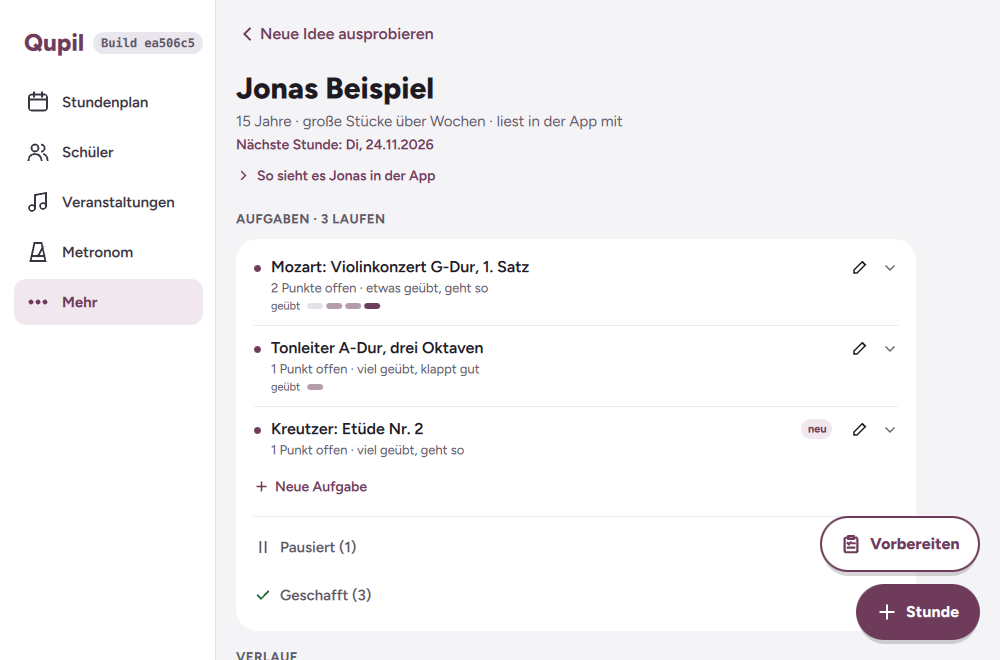 Qupil
Build ea506c5
Stundenplan
Schüler
Veranstaltungen
Metronom
Mehr
Neue Idee ausprobieren
Jonas Beispiel
15 Jahre · große Stücke über Wochen · liest in der App mit
Nächste Stunde: Di, 24.11.2026
So sieht es Jonas in der App
AUFGABEN · 3 LAUFEN
Mozart: Violinkonzert G-Dur, 1. Satz
2 Punkte offen · etwas geübt, geht so
geübt
Tonleiter A-Dur, drei Oktaven
1 Punkt offen · viel geübt, klappt gut
geübt
Kreutzer: Etüde Nr. 2
neu
1 Punkt offen · viel geübt, geht so
Neue Aufgabe
Pausiert (1)
Geschafft (3)
Vorbereiten
Stunde
VERLAUF